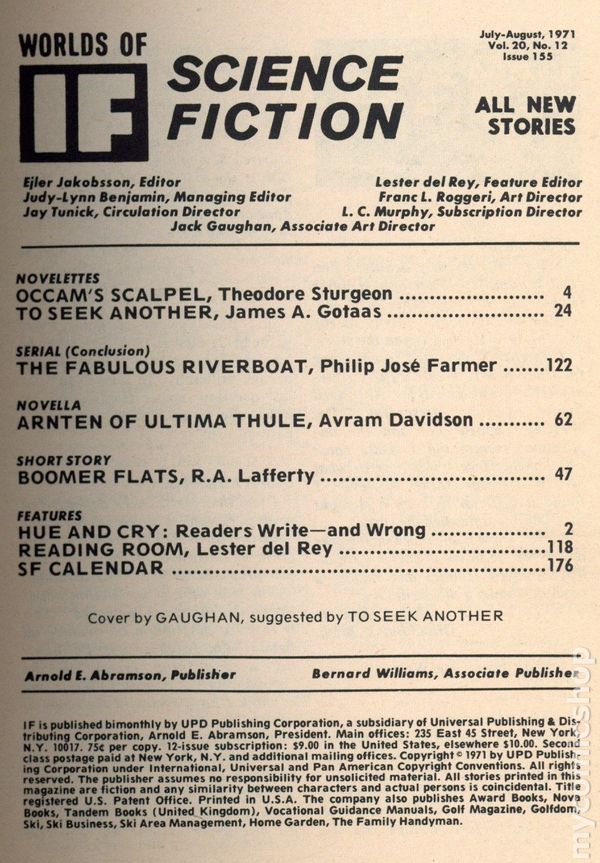 WORLDS OF
IF
SCIENCE
FICTION
July-August, 1971
Vol. 20, No. 12
Issue 155
ALL NEW
STORIES
Ejler Jakobsson, Editor
Lester del Rey, Feature Editor
Judy-Lynn Benjamin, Managing Editor
Franc L. Roggeri, Art Director
Jay Tunick, Circulation Director
L. C. Murphy, Subscription Director
Jack Gaughan, Associate Art Director
NOVELETTES
OCCAM'S SCALPEL, Theodore Sturgeon ........................ 4
TO SEEK ANOTHER, James A. Gotaas .......................... 24
SERIAL (Conclusion)
THE FABULOUS RIVERBOAT, Philip José Farmer .......122
NOVELLA
ARNTEN OF ULTIMA THULE, Avram Davidson ........... 62
SHORT STORY
BOOMER FLATS, R.A. Lafferty ..................................... 47
FEATURES
HUE AND CRY: Readers Write—and Wrong ................... 2
READING ROOM, Lester del Rey ..................................118
SF CALENDAR ..............................................................176
Cover by GAUGHAN, suggested by TO SEEK ANOTHER
Arnold E. Abramson, Publisher
Bernard Williams, Associate Publisher
IF is published bimonthly by UPD Publishing Corporation, a subsidiary of Universal Publishing & Dis-
tributing Corporation, Arnold E. Abramson, President. Main offices: 235 East 45 Street, New York,
N.Y. 10017. 75¢ per copy. 12-issue subscription: $9.00 in the United States, elsewhere $10.00. Second
class postage paid at New York, N.Y. and additional mailing offices. Copyright © 1971 by UPD Publish-
ing Corporation under International, Universal and Pan American Copyright Conventions. All rights
reserved. The publisher assumes no responsibility for unsolicited material. All stories printed in this
magazine are fiction and any similarity between characters and actual persons is coincidental. Title
registered U.S. Patent Office. Printed in U.S.A. The company also publishes Award Books, Nova
Books, Tandem Books (United Kingdom), Vocational Guidance Manuals, Golf Magazine, Golfdom,
Ski, Ski Business, Ski Area Management, Home Garden, The Family Handyman.
mycomicshop